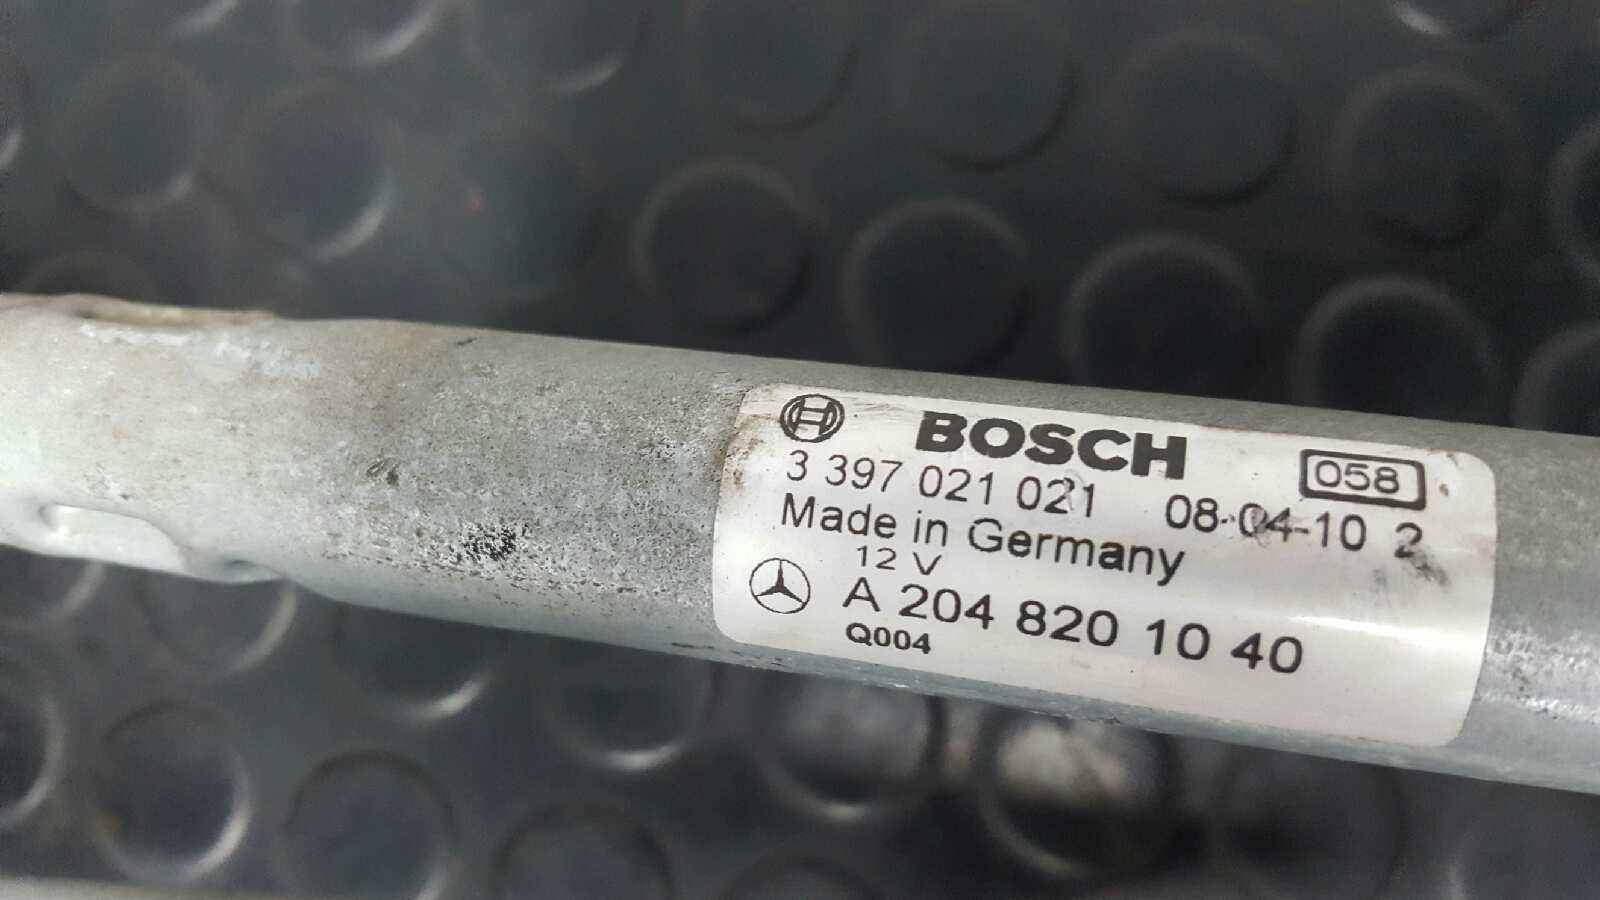 BOSCH
058
3 397 021 021 08-04-10 2
Made in Germany
12 V
A 204 820 10 40
Q004